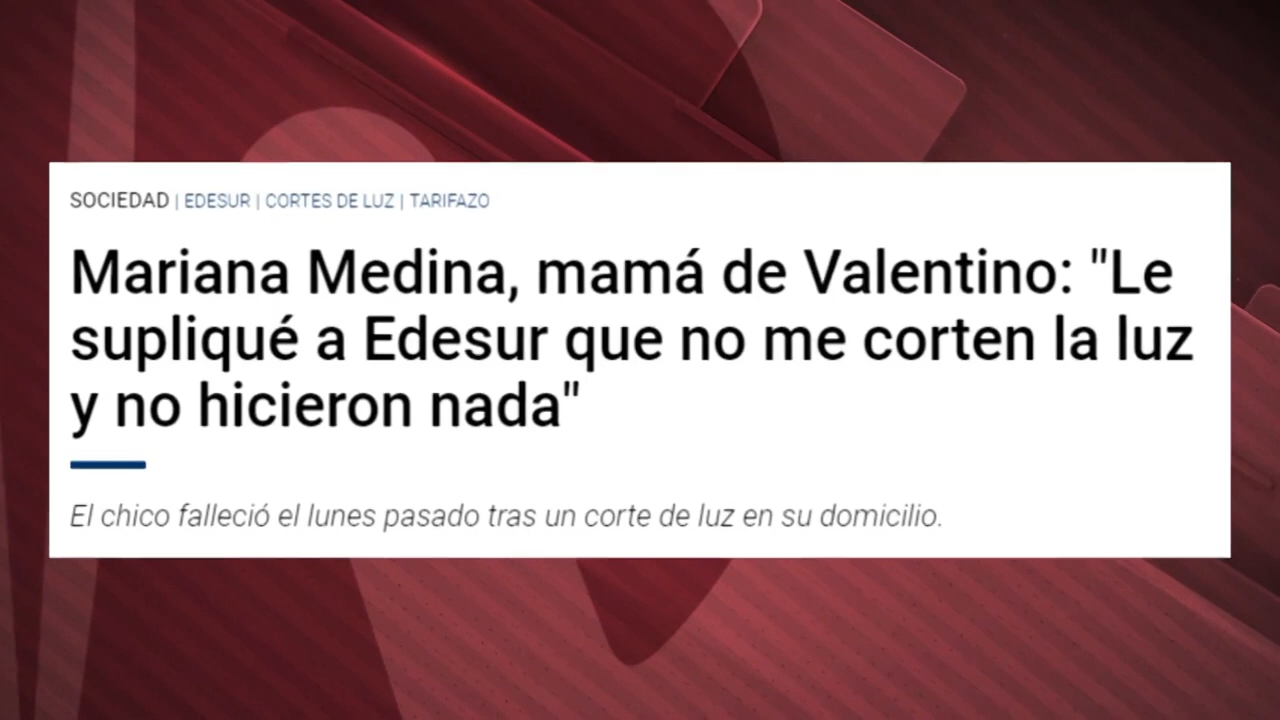 SOCIEDAD | EDESUR | CORTES DE LUZ | TARIFAZO
Mariana Medina, mamá de Valentino: "Le
supliqué a Edesur que no me corten la luz
y no hicieron nada"
El chico falleció el lunes pasado tras un corte de luz en su domicilio.